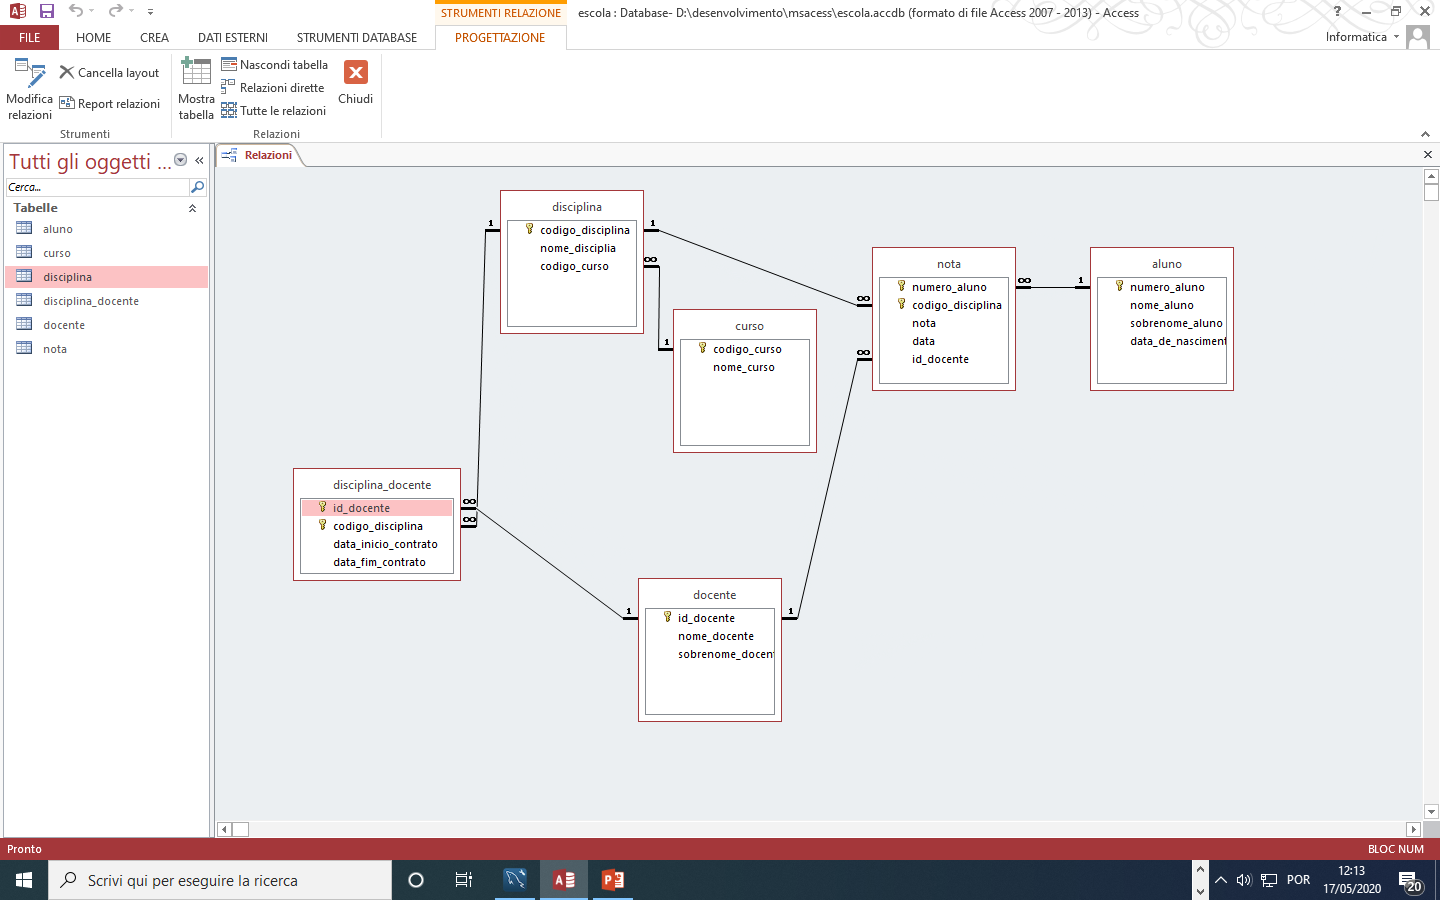 STRUMENTI RELAZIONE
escola : Database- D:\desenvolvimento\msacess\escola.accdb (formato di file Access 2007 - 2013) - Access
?
FILE
HOME
CREA
DATI ESTERNI
STRUMENTI DATABASE
PROGETTAZIONE
Informatica
Modifica relazioni
Cancella layout
Report relazioni
Strumenti
Mostra tabella
Nascondi tabella
Relazioni dirette
Tutte le relazioni
Relazioni
Chiudi
Tutti gli oggetti ...
Cerca...
Tabelle
aluno
curso
disciplina
disciplina_docente
docente
nota
Relazioni
disciplina
codigo_disciplina
nome_disciplia
codigo_curso
1
1
∞
curso
codigo_curso
nome_curso
1
nota
numero_aluno
codigo_disciplina
nota
data
id_docente
∞
∞
∞
aluno
numero_aluno
nome_aluno
sobrenome_aluno
data_de_nasciment
1
disciplina_docente
id_docente
codigo_disciplina
data_inicio_contrato
data_fim_contrato
∞
∞
docente
id_docente
nome_docente
sobrenome_docent
1
1
Pronto
BLOC NUM
Scrivi qui per eseguire la ricerca
POR
12:13
17/05/2020
20